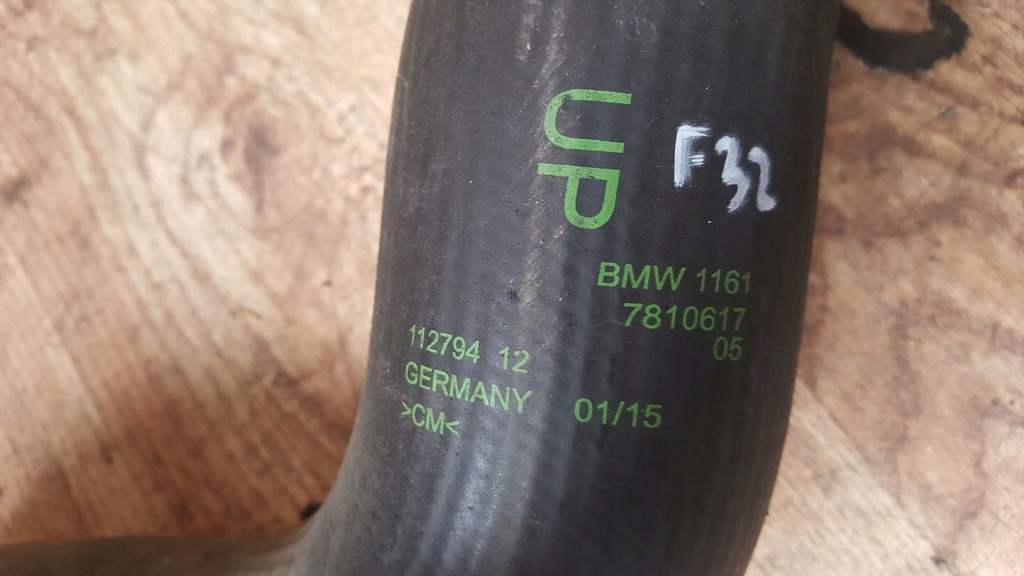 UP
F32
BMW 1161
7810617
05
112794 12
GERMANY
>CM<
01/15